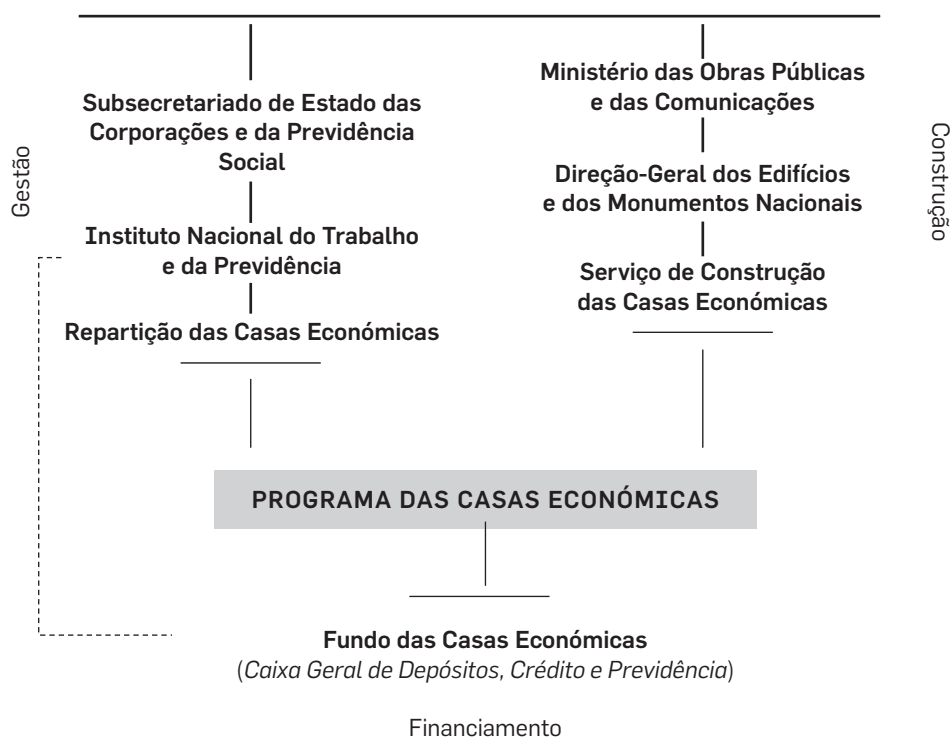 Gestão
Subsecretariado de Estado das
Corporações e da Previdência
Social
Instituto Nacional do Trabalho
e da Previdência
Repartição das Casas Económicas
Ministério das Obras Públicas
e das Comunicações
Direção-Geral dos Edifícios
e dos Monumentos Nacionais
Serviço de Construção
das Casas Económicas
Construção
PROGRAMA DAS CASAS ECONÓMICAS
Fundo das Casas Económicas
(Caixa Geral de Depósitos, Crédito e Previdência)
Financiamento